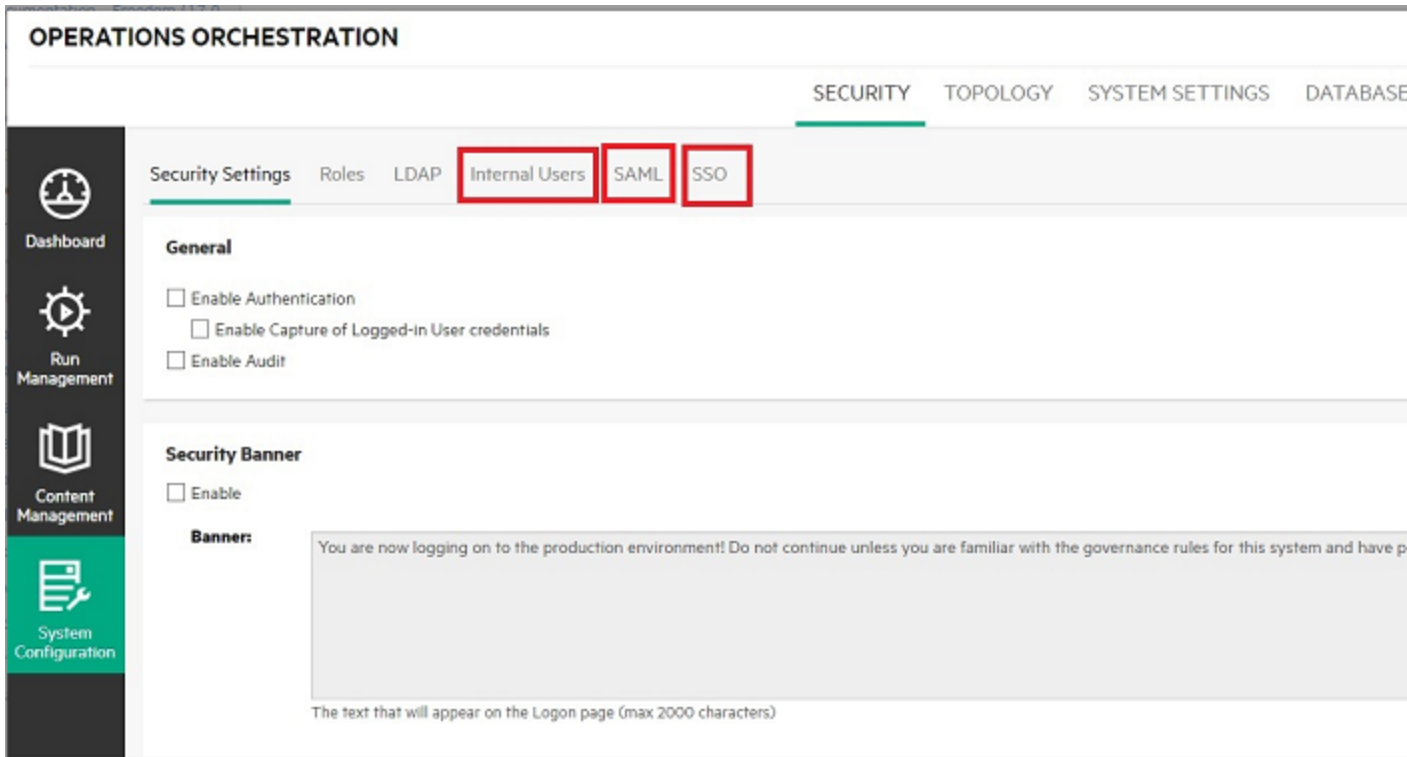 OPERATIONS ORCHESTRATION
SECURITY TOPOLOGY SYSTEM SETTINGS DATABASE
Security Settings Roles LDAP Internal Users SAML SSO
Dashboard
Run
Management
Content
Management
System
Configuration
General
Enable Authentication
Enable Capture of Logged-in User credentials
Enable Audit
Security Banner
Enable
Banner:
You are now logging on to the production environment! Do not continue unless you are familiar with the governance rules for this system and have p
The text that will appear on the Logon page (max 2000 characters)